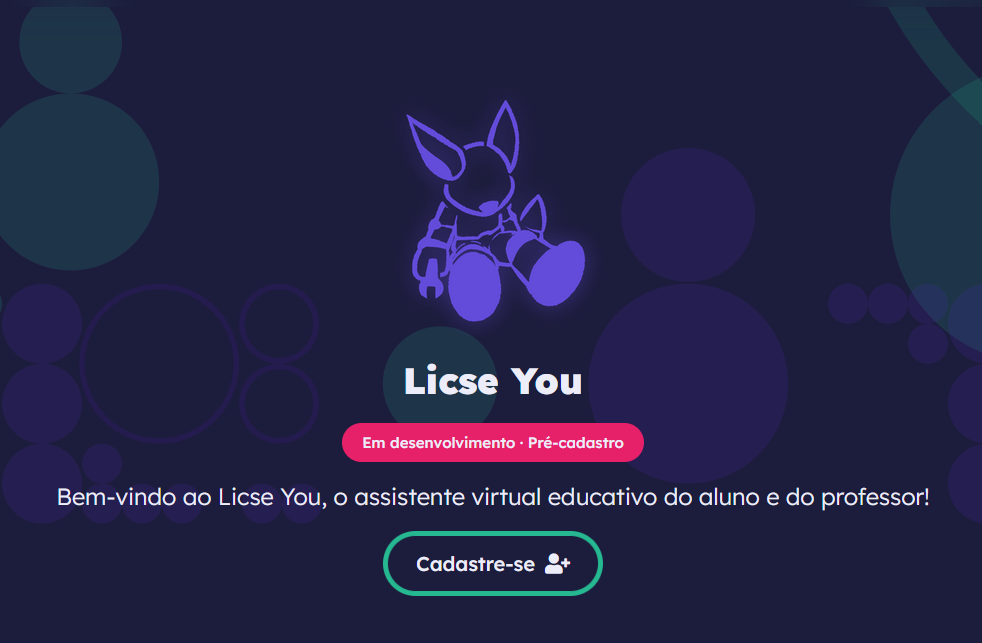 Licse You
Em desenvolvimento · Pré-cadastro
Bem-vindo ao Licse You, o assistente virtual educativo do aluno e do professor!
Cadastre-se